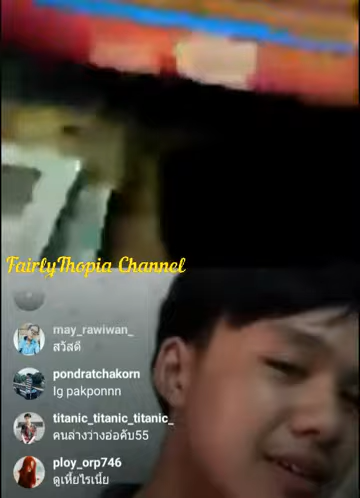 FairlyThopia Channel
may_rawiwan_
สวัสดี
pondratchakorn
Ig pakponnn
titanic_titanic_titanic_
คนล่างว่างอ่อคับ55
ploy_orp746
ดูเหี้ยไรเนี้ย